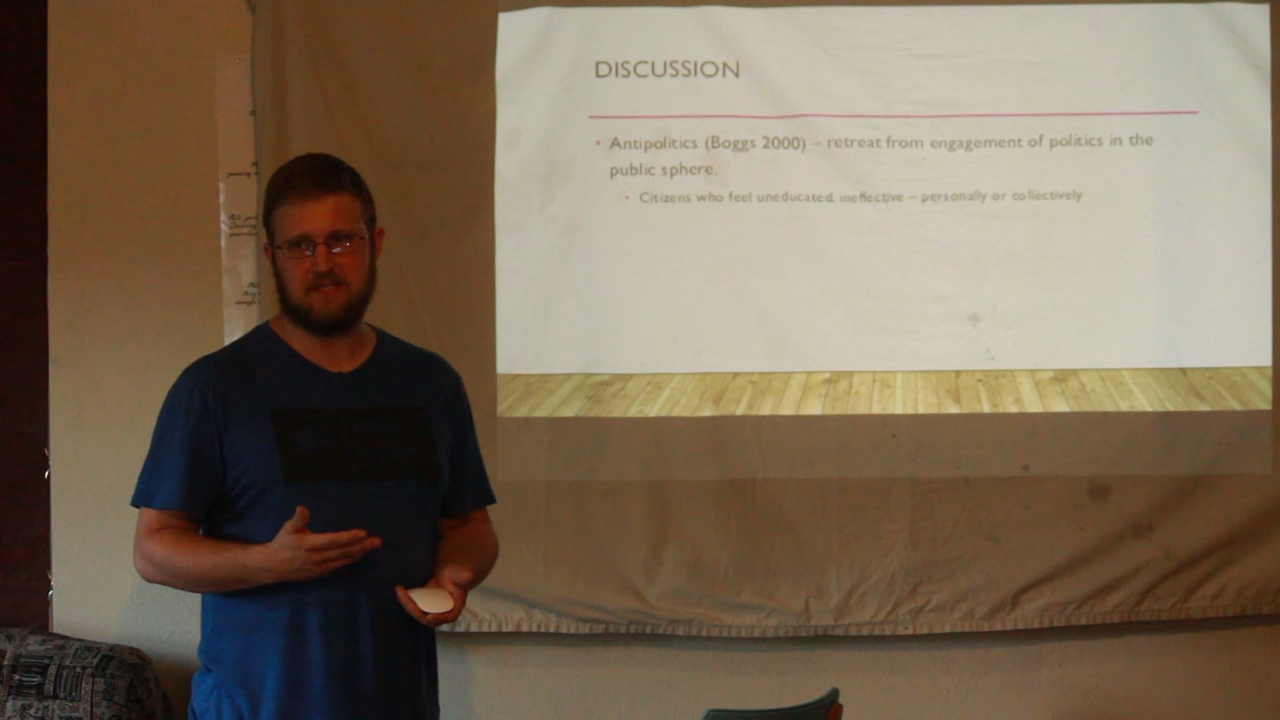 DISCUSSION
• Antipolitics (Boggs 2000) – retreat from engagement of politics in the
public sphere.
• Citizens who feel uneducated, ineffective – personally or collectively